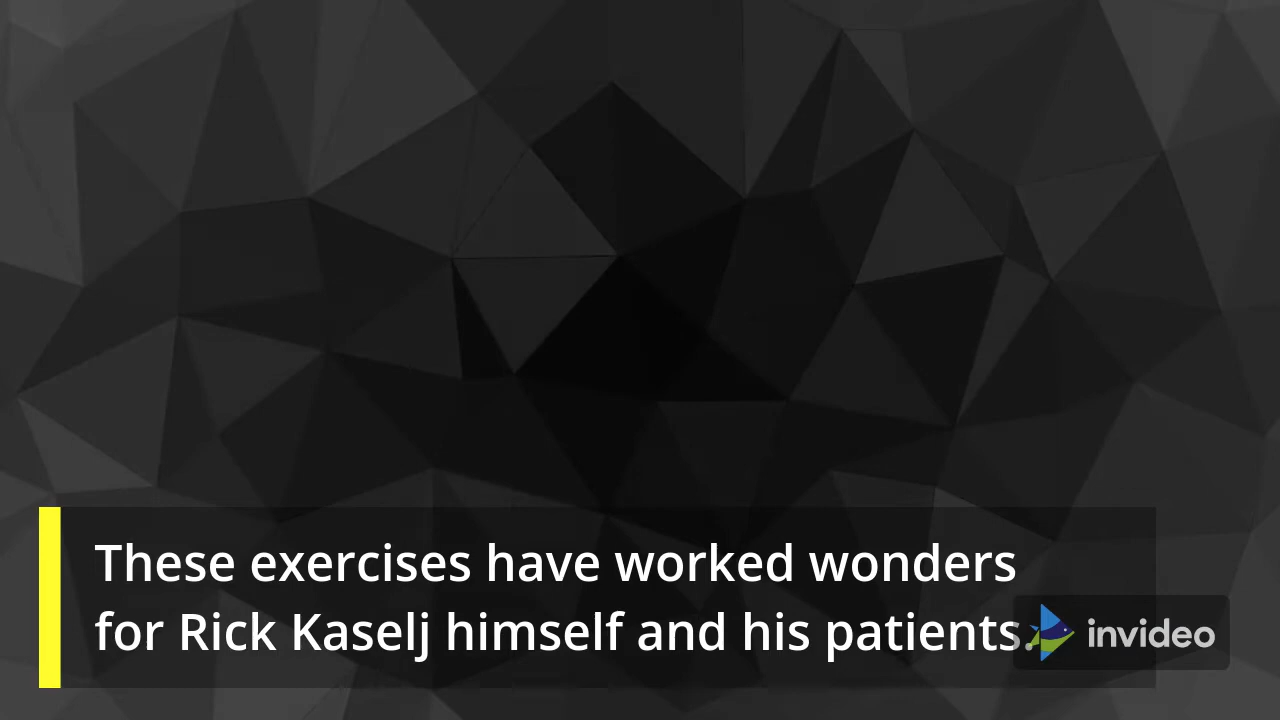 These exercises have worked wonders
for Rick Kaselj himself and his patients.
invideo